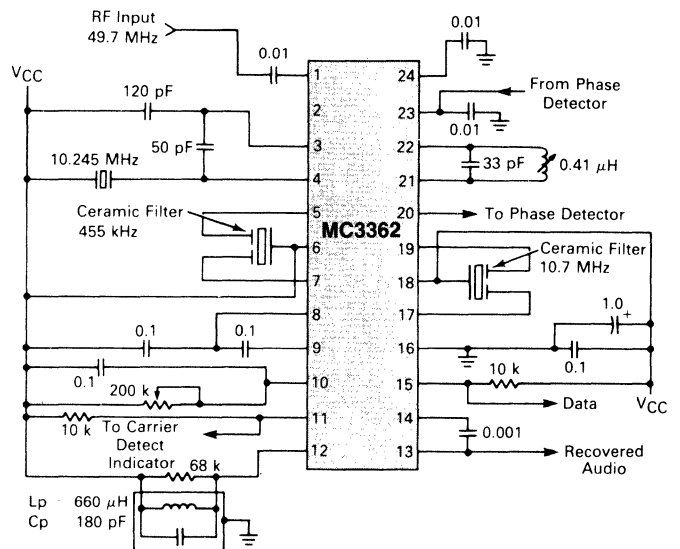 RF Input
49.7 MHz
0.01
VCC
120 pF
50 pF
10.245 MHz
Ceramic Filter
455 kHz
0.1
0.1
0.1
200 k
10 k
To Carrier
Detect
Indicator
68 k
Lp 660 μH
Cp 180 pF
1
2
3
4
5
6
7
8
9
10
11
12
MC3362
24
23
22
21
20
19
18
17
16
15
14
13
0.01
From Phase
Detector
0.01
33 pF
0.41 μH
To Phase Detector
Ceramic Filter
10.7 MHz
1.0
+
0.1
10 k
VCC
Data
0.001
Recovered
Audio